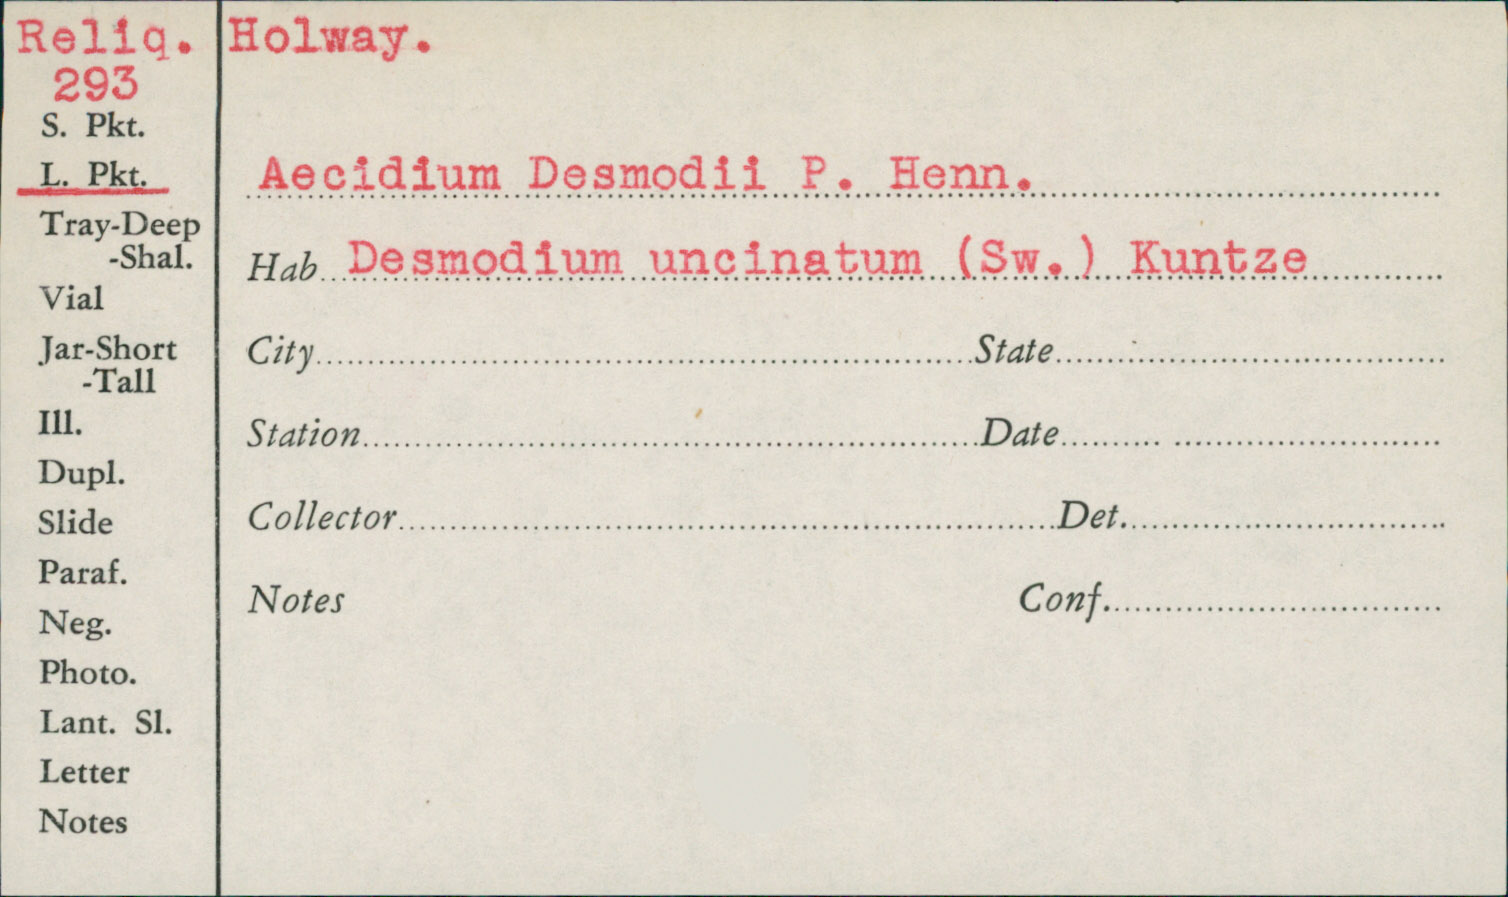 Reliq. Holway.
293
S. Pkt.
L. Pkt.
Tray-Deep
-Shal.
Vial
Jar-Short
-Tall
Ill.
Dupl.
Slide
Paraf.
Neg.
Photo.
Lant. Sl.
Letter
Notes
Aecidium Desmodii P. Henn.
Hab Desmodium uncinatum (Sw.) Kuntze
City State
Station Date
Collector Det.
Notes Conf.